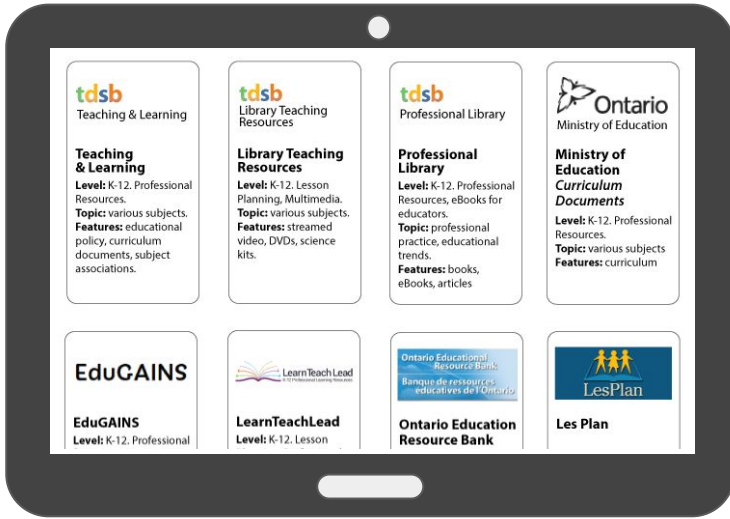 tdsb
Teaching & Learning
Teaching
& Learning
Level: K-12. Professional
Resources.
Topic: various subjects.
Features: educational
policy, curriculum
documents, subject
associations.
tdsb
Library Teaching
Resources
Library Teaching
Resources
Level: K-12. Lesson
Planning, Multimedia.
Topic: various subjects.
Features: streamed
video, DVDs, science
kits.
tdsb
Professional Library
Professional
Library
Level: K-12. Professional
Resources, eBooks for
educators.
Topic: professional
practice, educational
trends.
Features: books,
eBooks, articles
Ontario
Ministry of Education
Ministry of
Education
Curriculum
Documents
Level: K-12. Professional
Resources.
Topic: various subjects
Features: curriculum
EduGAINS
EduGAINS
Level: K-12. Professional
LearnTeachLead
K-12 Professional Learning Resources
LearnTeachLead
Level: K-12. Lesson
Ontario Educational
Resource Bank
Banque de ressources
éducatives de l'Ontario
Ontario Education
Resource Bank
LesPlan
Les Plan